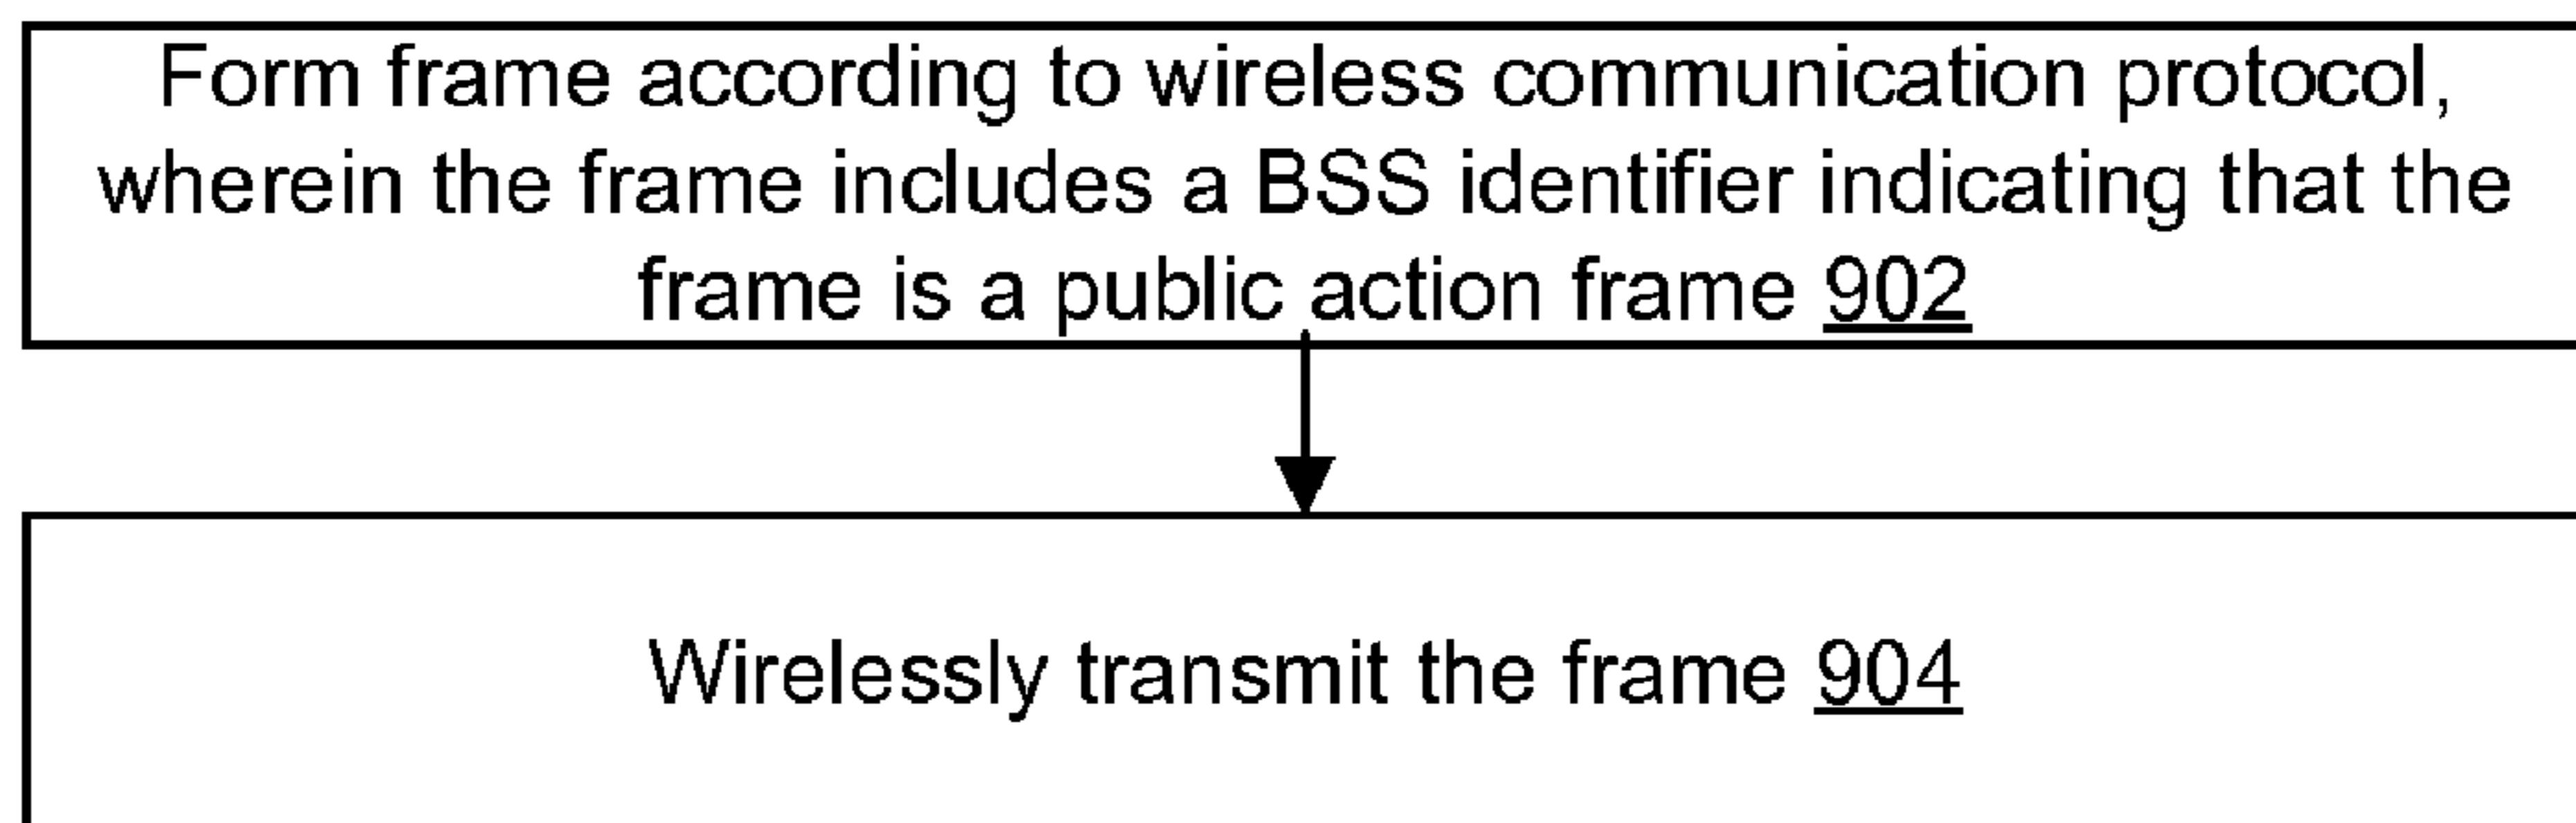 Form frame according to wireless communication protocol,
wherein the frame includes a BSS identifier indicating that the
frame is a public action frame 902
Wirelessly transmit the frame 904